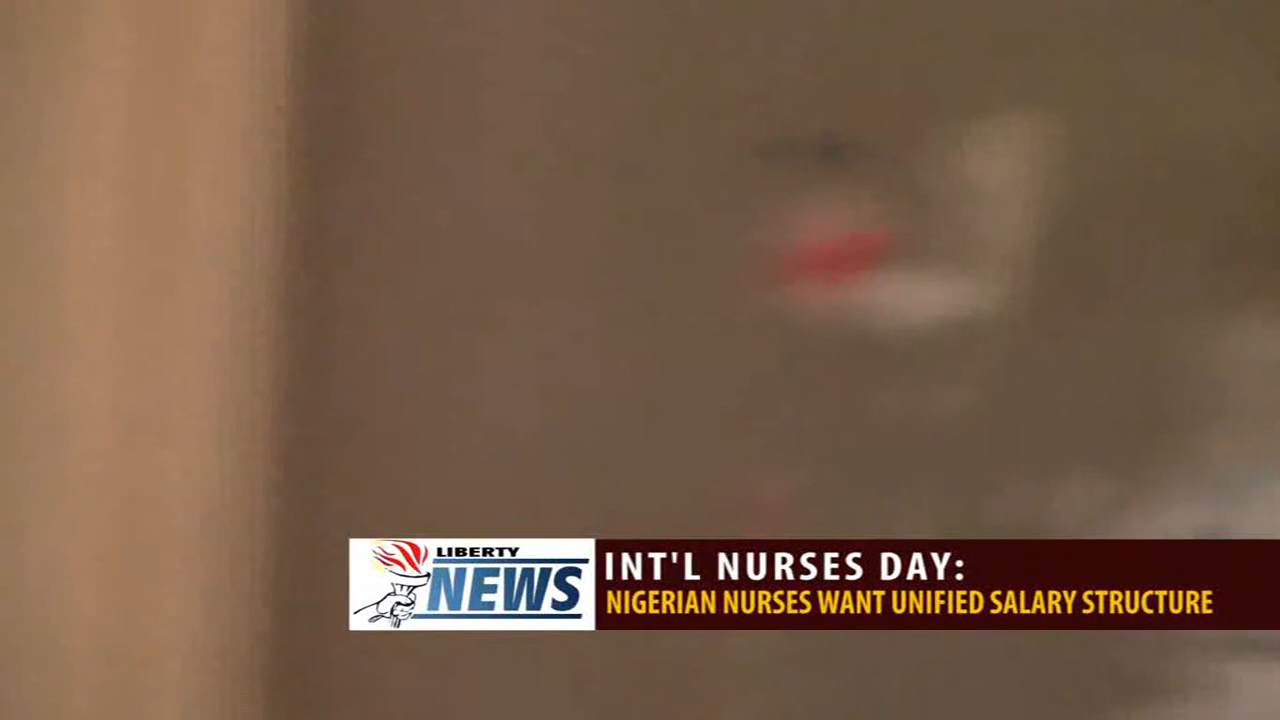 LIBERTY
NEWS
INT'L NURSES DAY:
NIGERIAN NURSES WANT UNIFIED SALARY STRUCTURE